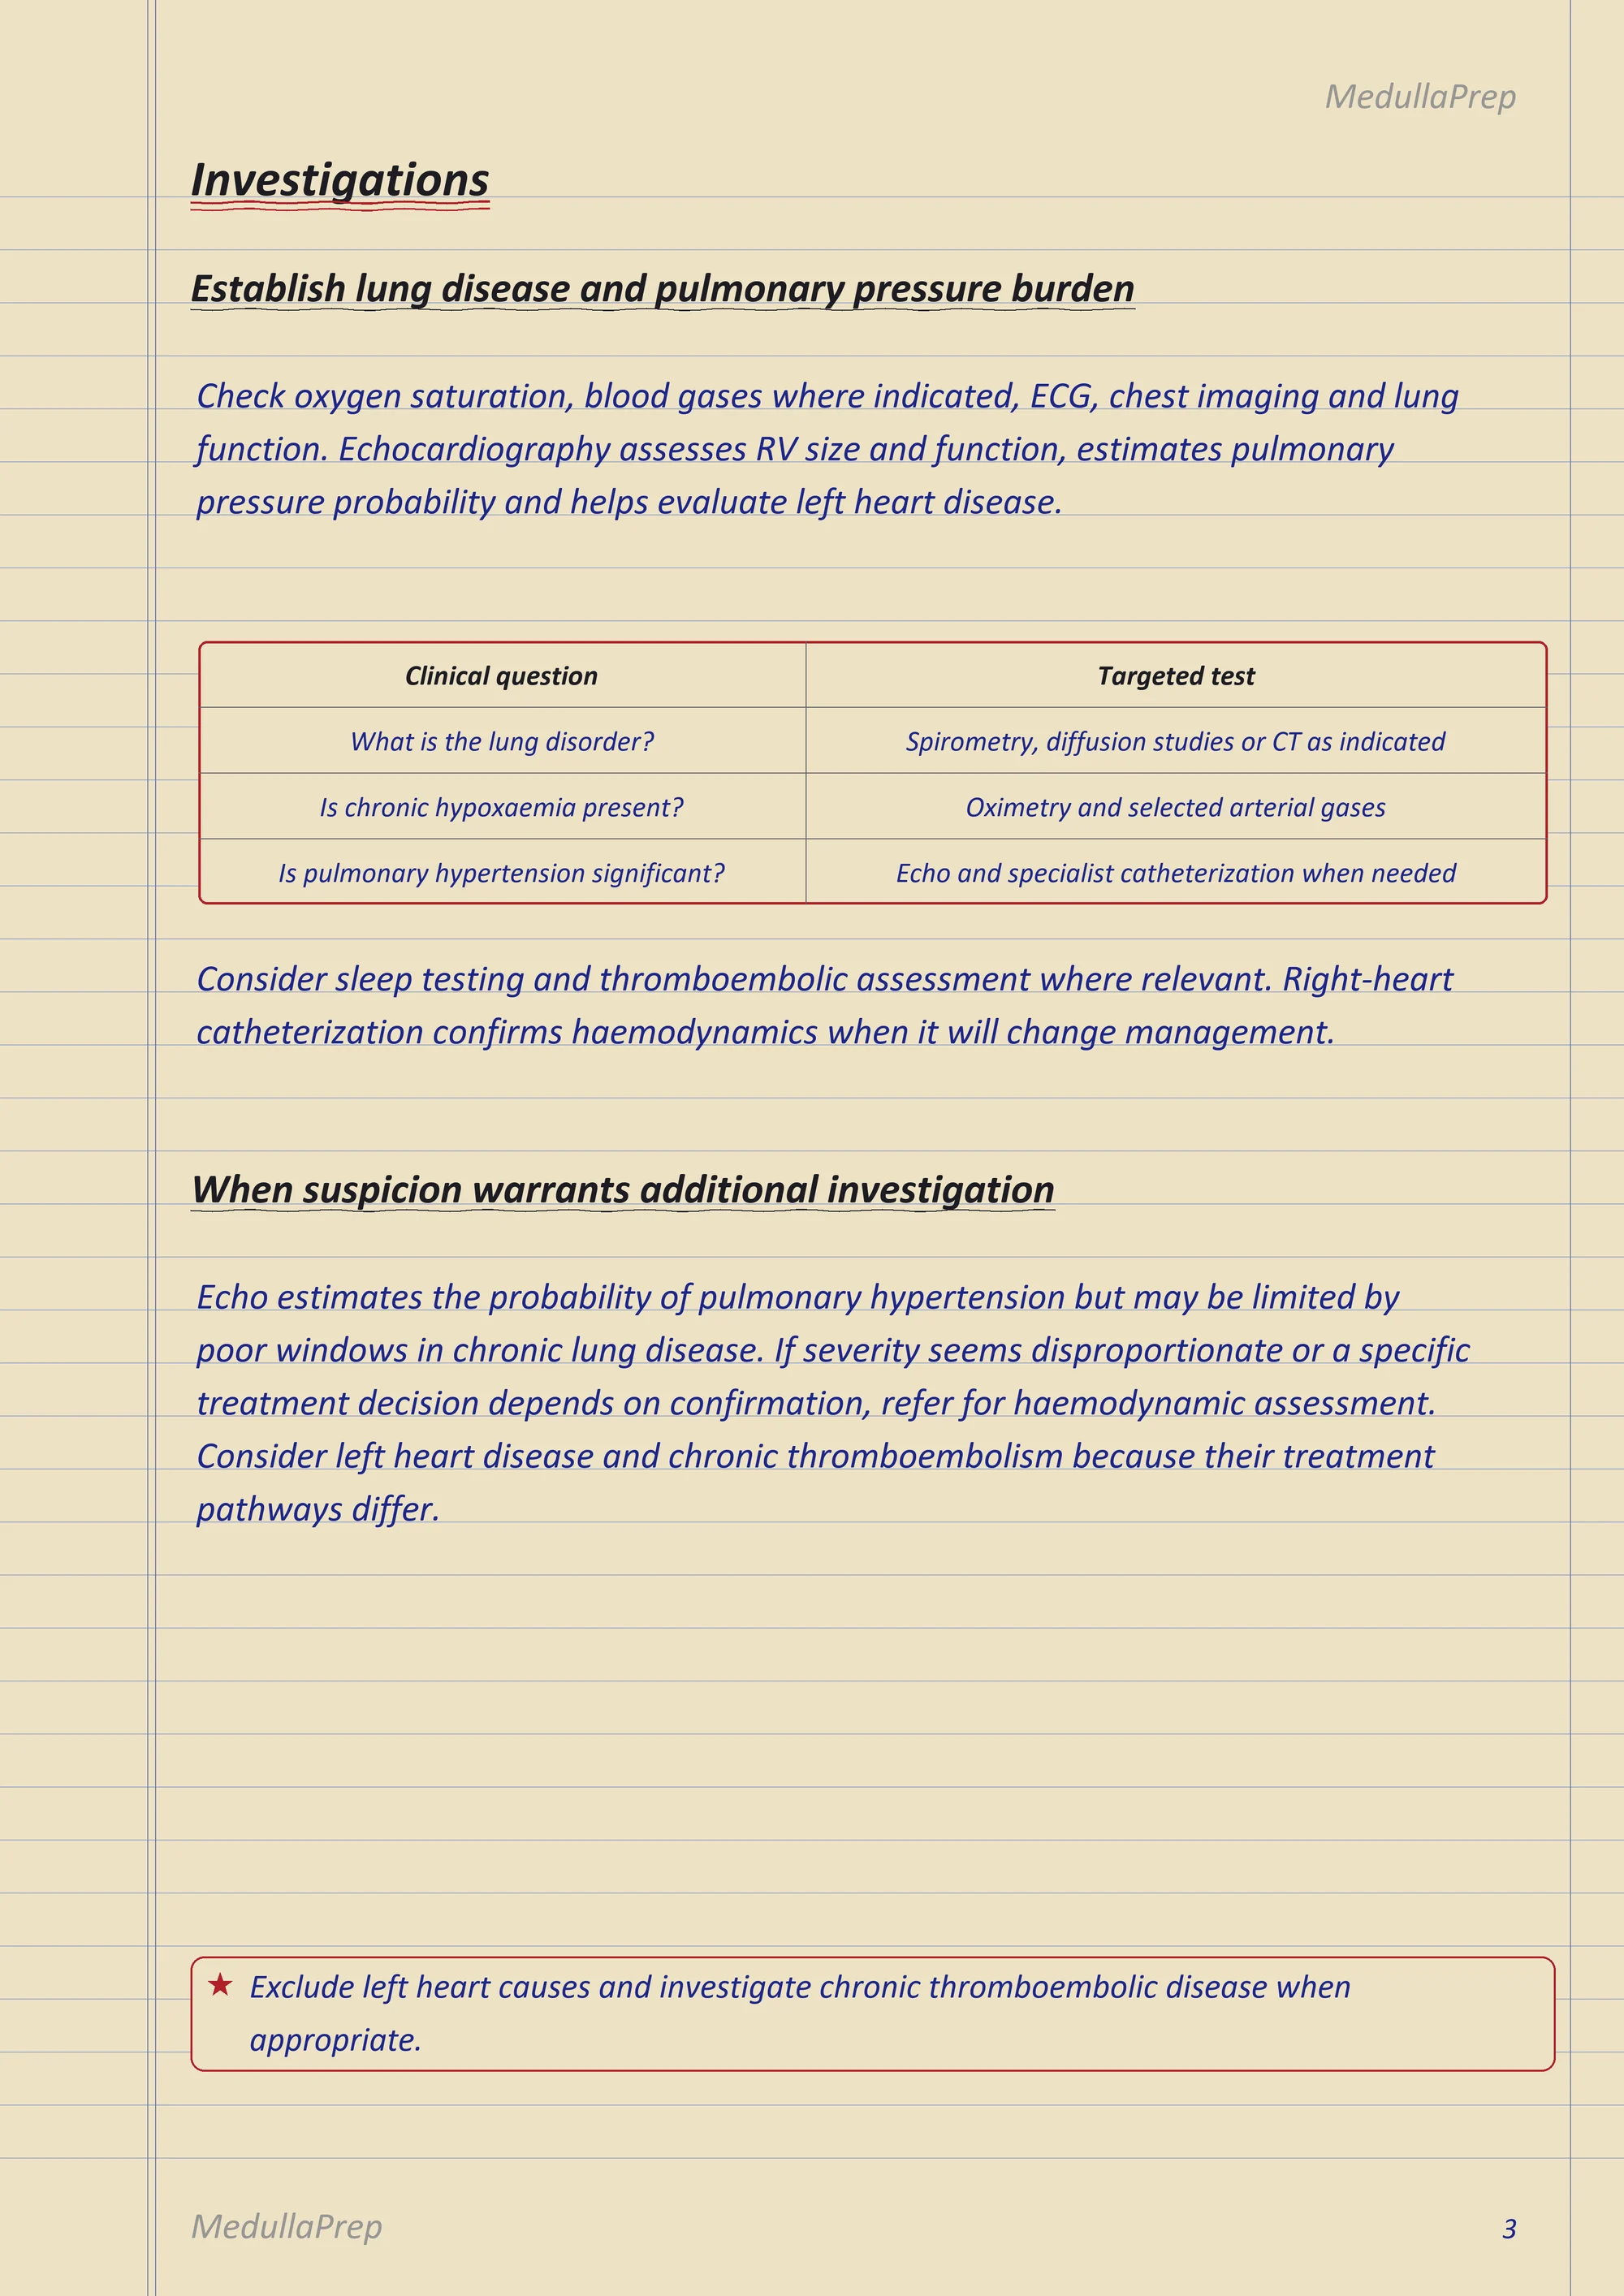 MedullaPrep
Investigations
Establish lung disease and pulmonary pressure burden
Check oxygen saturation, blood gases where indicated, ECG, chest imaging and lung
function. Echocardiography assesses RV size and function, estimates pulmonary
pressure probability and helps evaluate left heart disease.
Clinical question Targeted test
What is the lung disorder? Spirometry, diffusion studies or CT as indicated
Is chronic hypoxaemia present? Oximetry and selected arterial gases
Is pulmonary hypertension significant? Echo and specialist catheterization when needed
Consider sleep testing and thromboembolic assessment where relevant. Right-heart
catheterization confirms haemodynamics when it will change management.
When suspicion warrants additional investigation
Echo estimates the probability of pulmonary hypertension but may be limited by
poor windows in chronic lung disease. If severity seems disproportionate or a specific
treatment decision depends on confirmation, refer for haemodynamic assessment.
Consider left heart disease and chronic thromboembolism because their treatment
pathways differ.
★ Exclude left heart causes and investigate chronic thromboembolic disease when
appropriate.
MedullaPrep 3